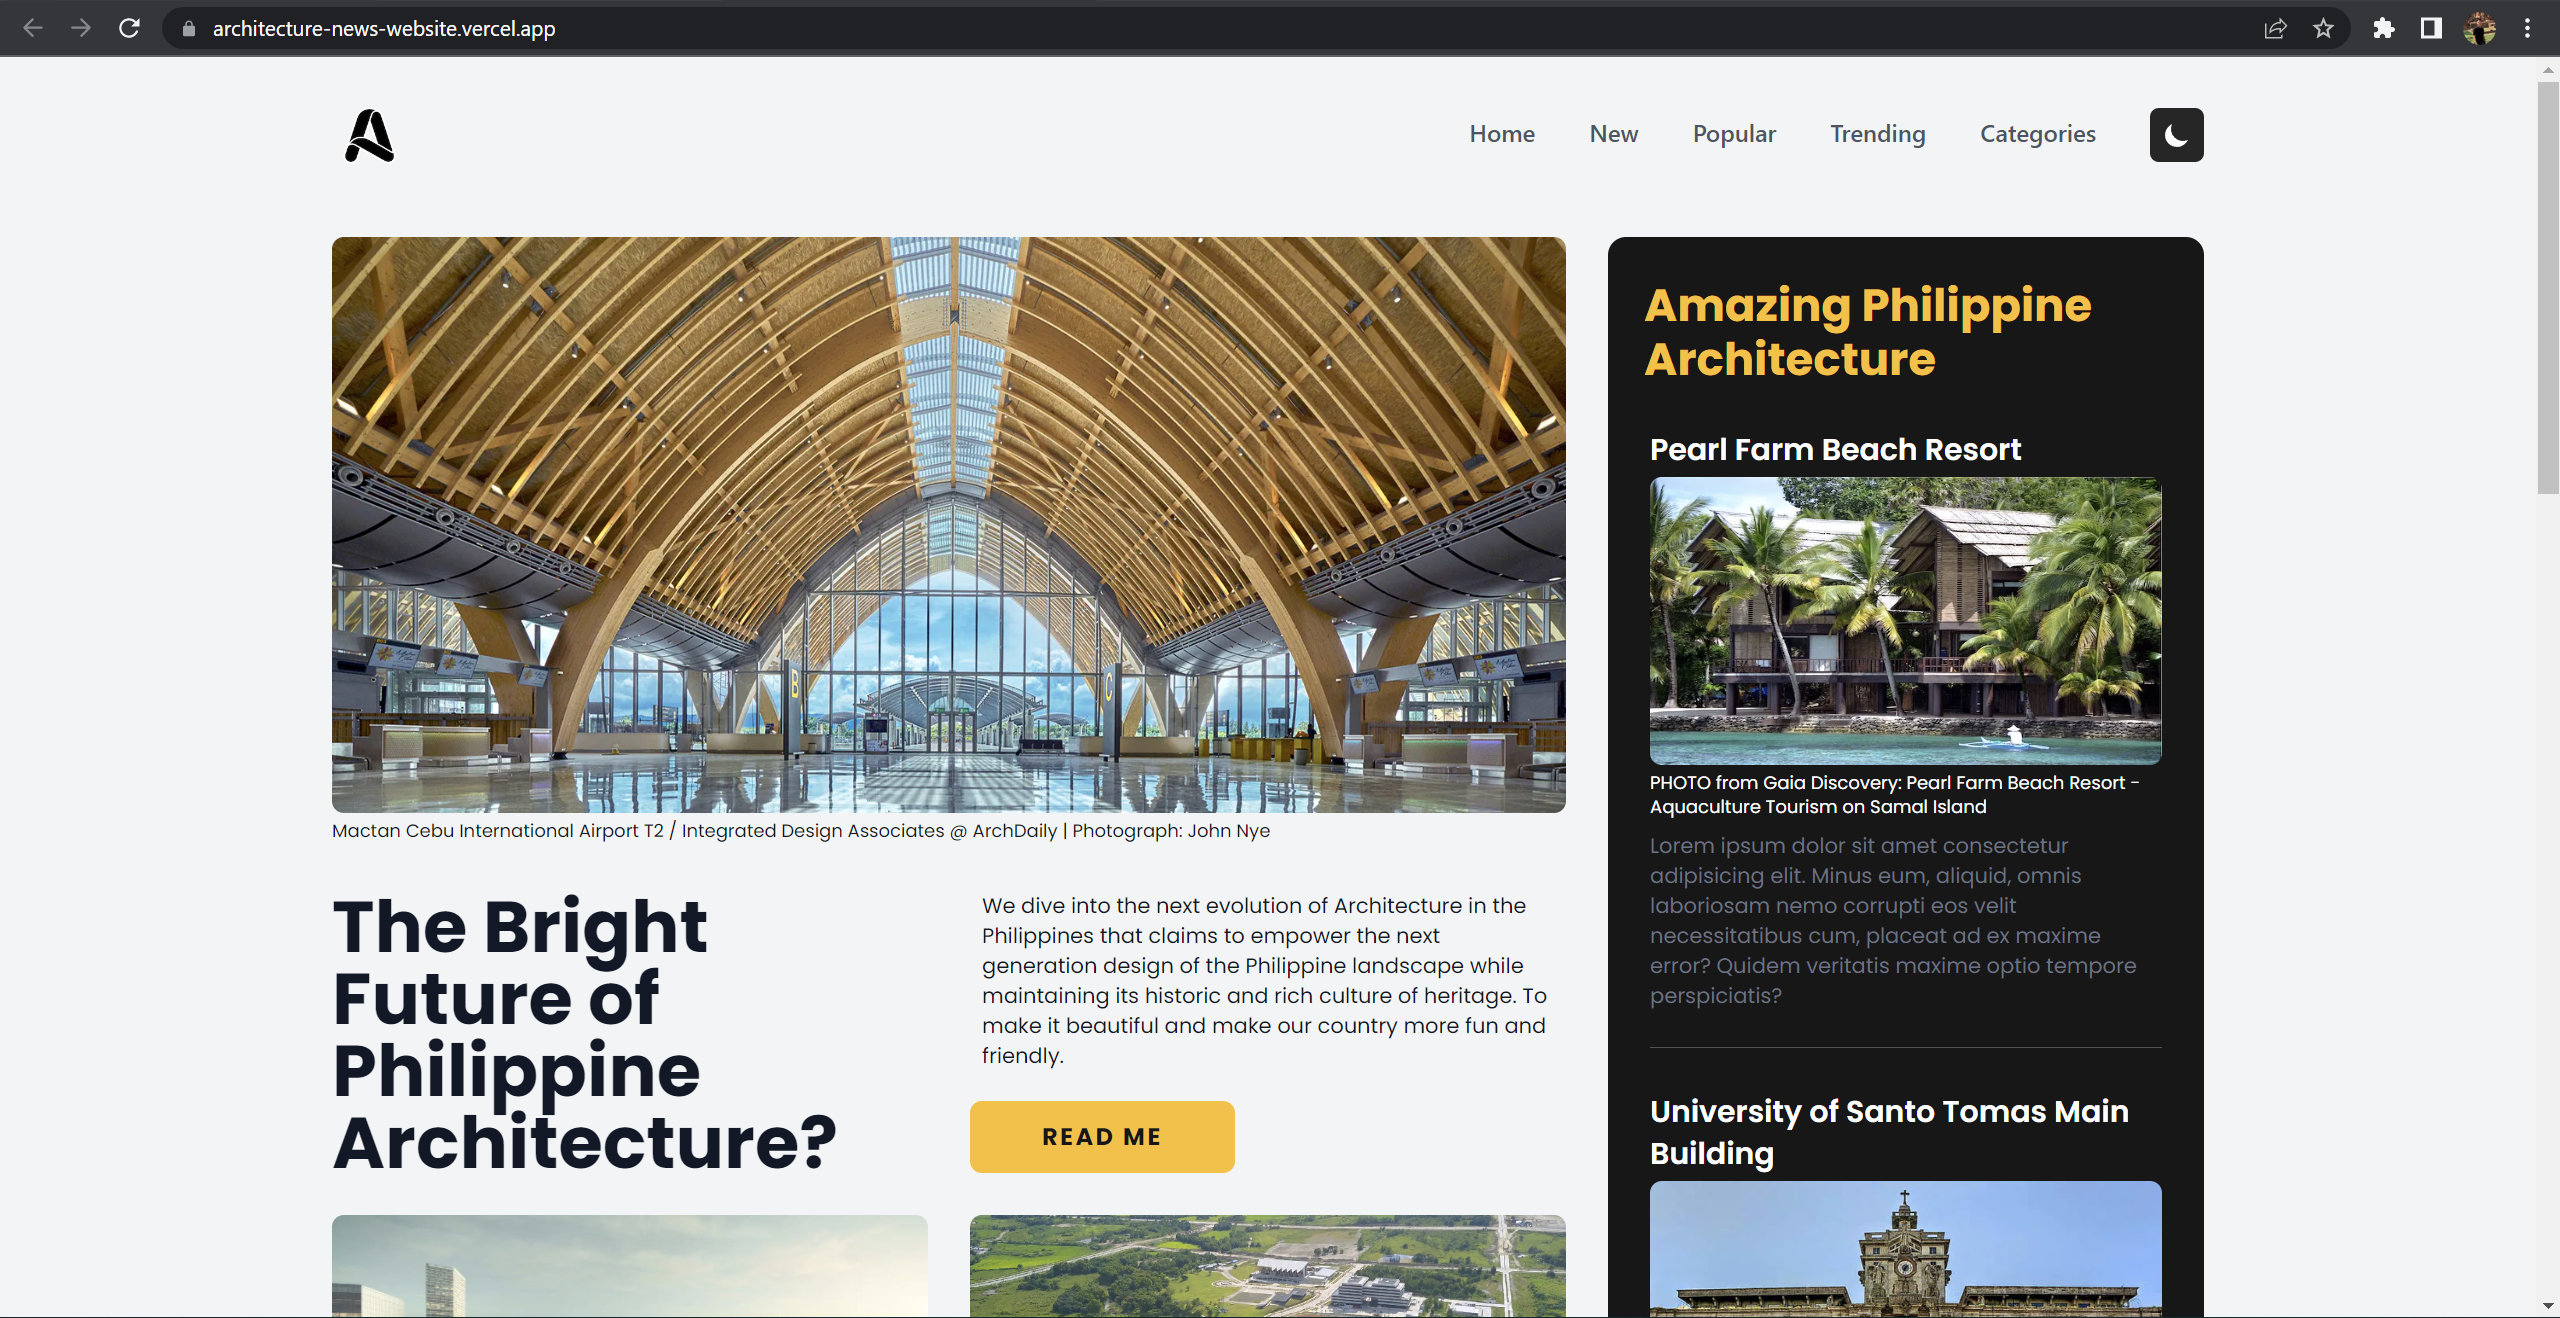 architecture-news-website.vercel.app
Home
New
Popular
Trending
Categories
B
C
Mactan Cebu International Airport T2 / Integrated Design Associates @ ArchDaily | Photograph: John Nye
The Bright
Future of
Philippine
Architecture?
We dive into the next evolution of Architecture in the
Philippines that claims to empower the next
generation design of the Philippine landscape while
maintaining its historic and rich culture of heritage. To
make it beautiful and make our country more fun and
friendly.
READ ME
Amazing Philippine
Architecture
Pearl Farm Beach Resort
PHOTO from Gaia Discovery: Pearl Farm Beach Resort -
Aquaculture Tourism on Samal Island
Lorem ipsum dolor sit amet consectetur
adipisicing elit. Minus eum, aliquid, omnis
laboriosam nemo corrupti eos velit
necessitatibus cum, placeat ad ex maxime
error? Quidem veritatis maxime optio tempore
perspiciatis?
University of Santo Tomas Main
Building